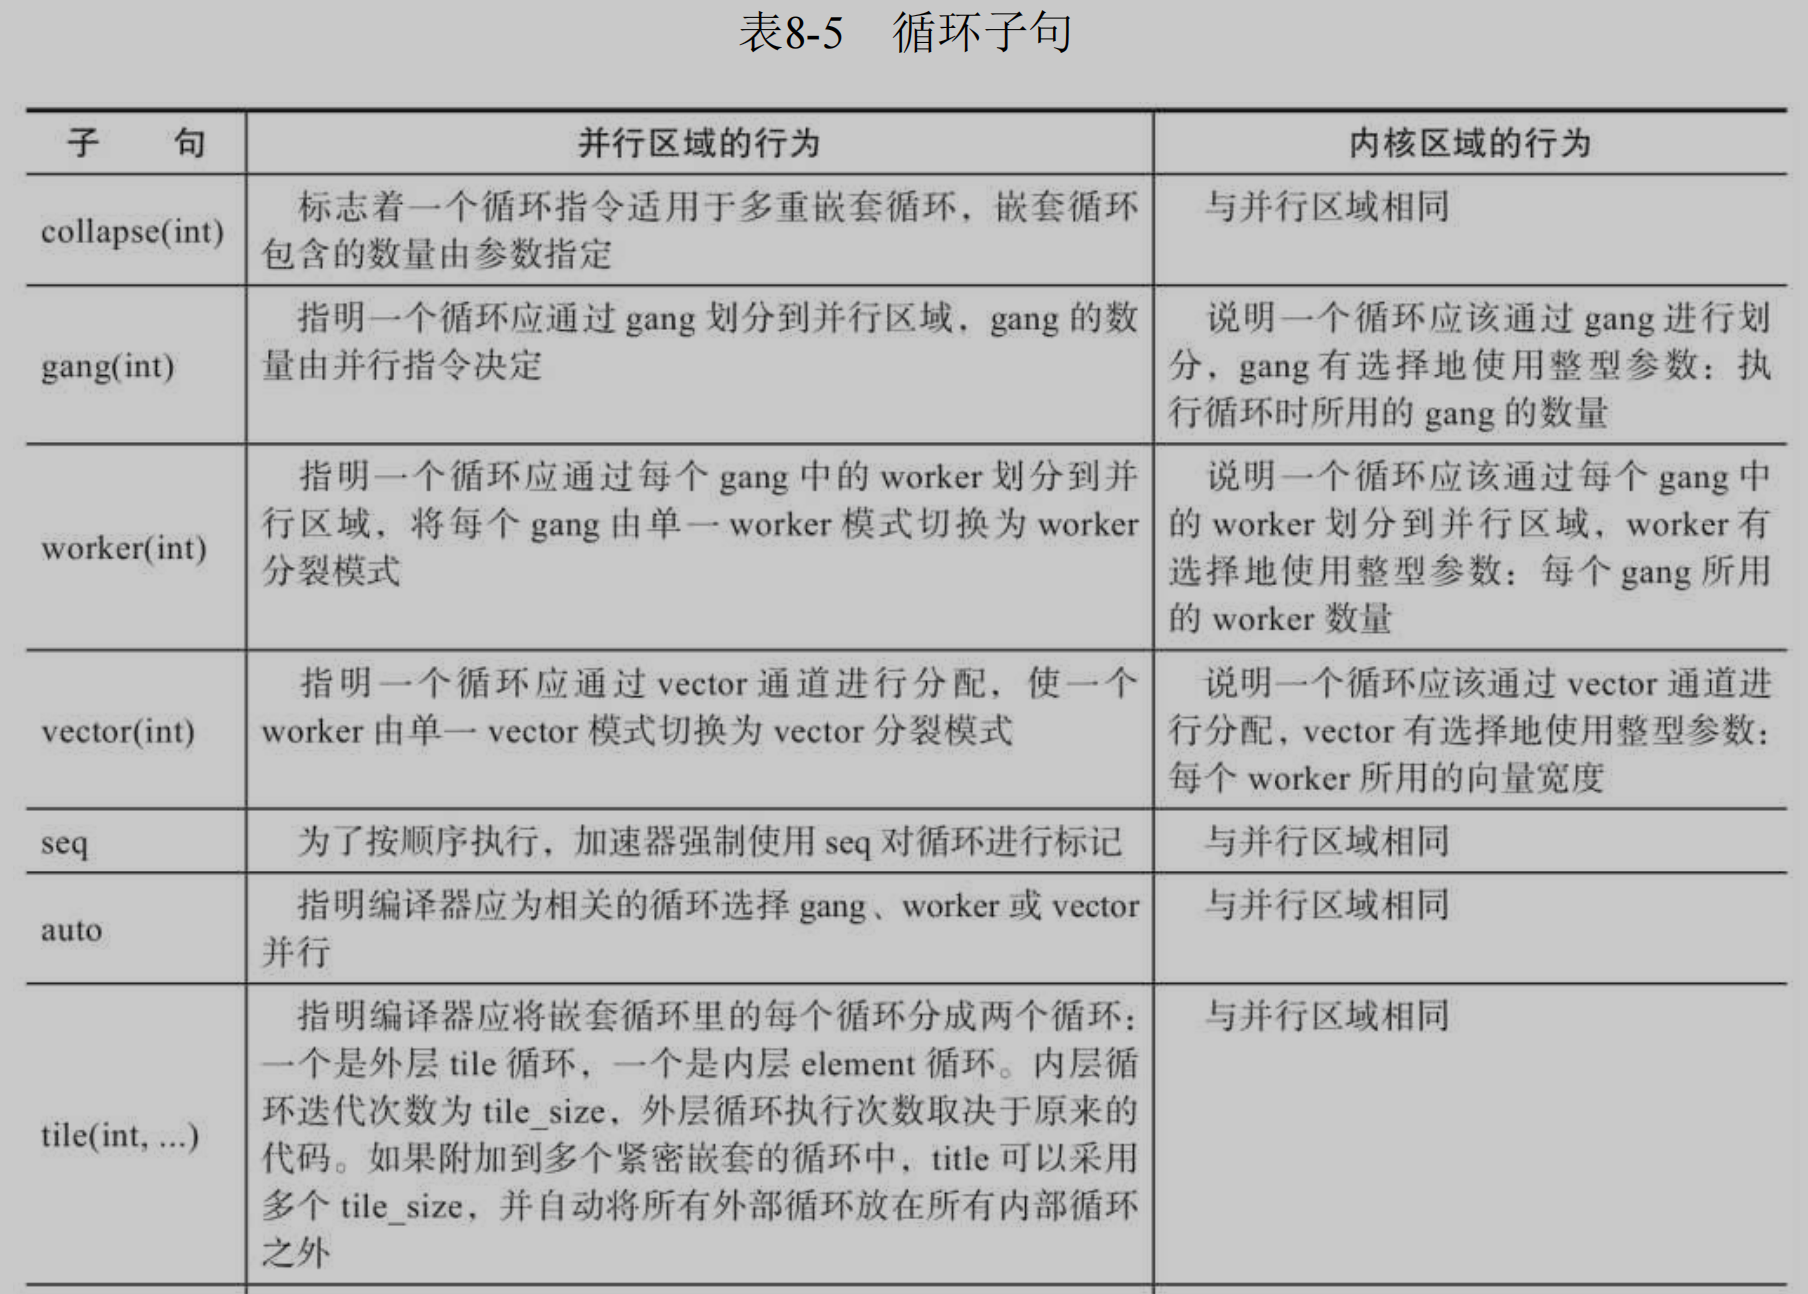 表8-5 循环子句
子 句
并行区域的行为
内核区域的行为
collapse(int)
标志着一个循环指令适用于多重嵌套循环，嵌套循环
包含的数量由参数指定
与并行区域相同
gang(int)
指明一个循环应通过 gang 划分到并行区域，gang 的数
量由并行指令决定
说明一个循环应该通过 gang 进行划
分，gang 有选择地使用整型参数：执
行循环时所用的 gang 的数量
worker(int)
指明一个循环应通过每个 gang 中的 worker 划分到并
行区域，将每个 gang 由单一 worker 模式切换为 worker
分裂模式
说明一个循环应该通过每个 gang 中
的 worker 划分到并行区域，worker 有
选择地使用整型参数：每个 gang 所用
的 worker 数量
vector(int)
指明一个循环应通过 vector 通道进行分配，使一个
worker 由单一 vector 模式切换为 vector 分裂模式
说明一个循环应该通过 vector 通道进
行分配，vector 有选择地使用整型参数：
每个 worker 所用的向量宽度
seq
为了按顺序执行，加速器强制使用 seq 对循环进行标记
与并行区域相同
auto
指明编译器应为相关的循环选择 gang、worker 或 vector
并行
与并行区域相同
tile(int, ...)
指明编译器应将嵌套循环里的每个循环分成两个循环：
一个是外层 tile 循环，一个是内层 element 循环。内层循
环迭代次数为 tile_size，外层循环执行次数取决于原来的
代码。如果附加到多个紧密嵌套的循环中，title 可以采用
多个 tile_size，并自动将所有外部循环放在所有内部循环
之外
与并行区域相同